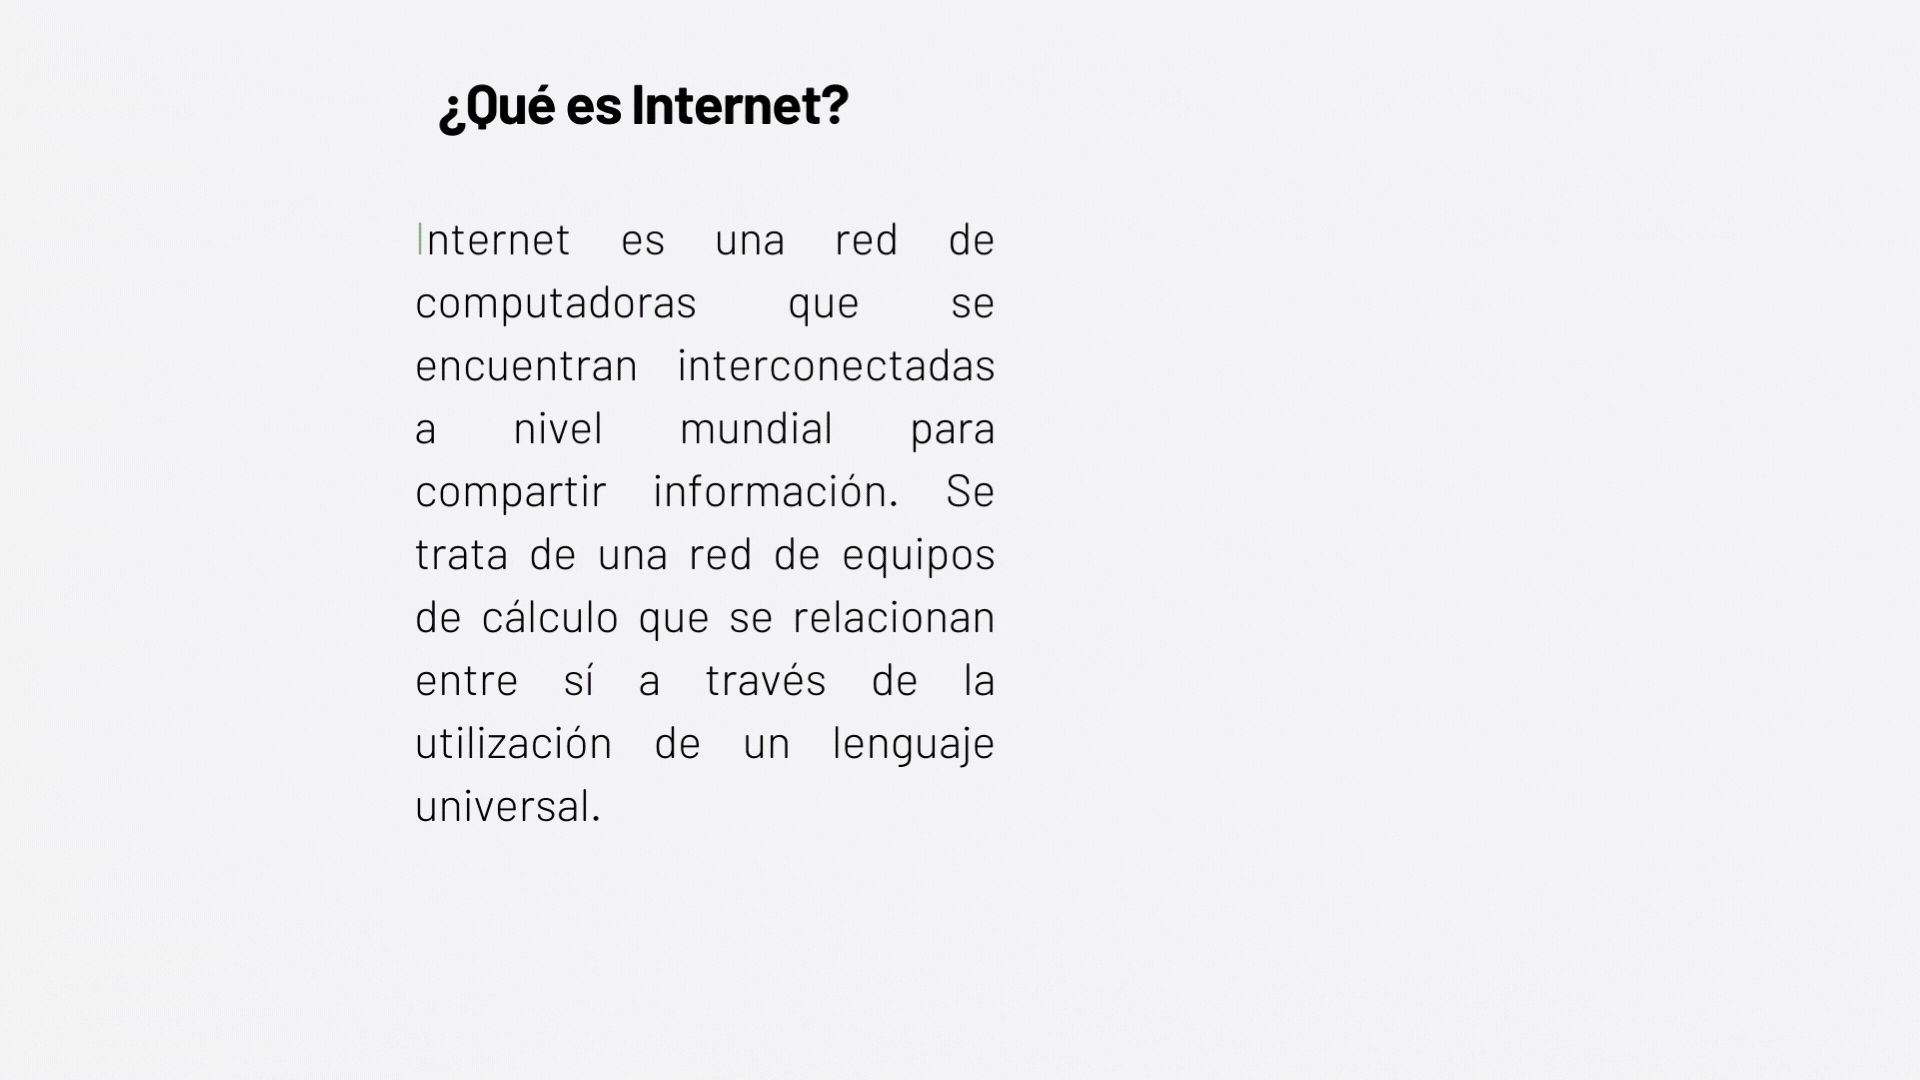 ¿Qué es Internet?
Internet es una red de
computadoras que se
encuentran interconectadas
a nivel mundial para
compartir información. Se
trata de una red de equipos
de cálculo que se relacionan
entre sí a través de la
utilización de un lenguaje
universal.